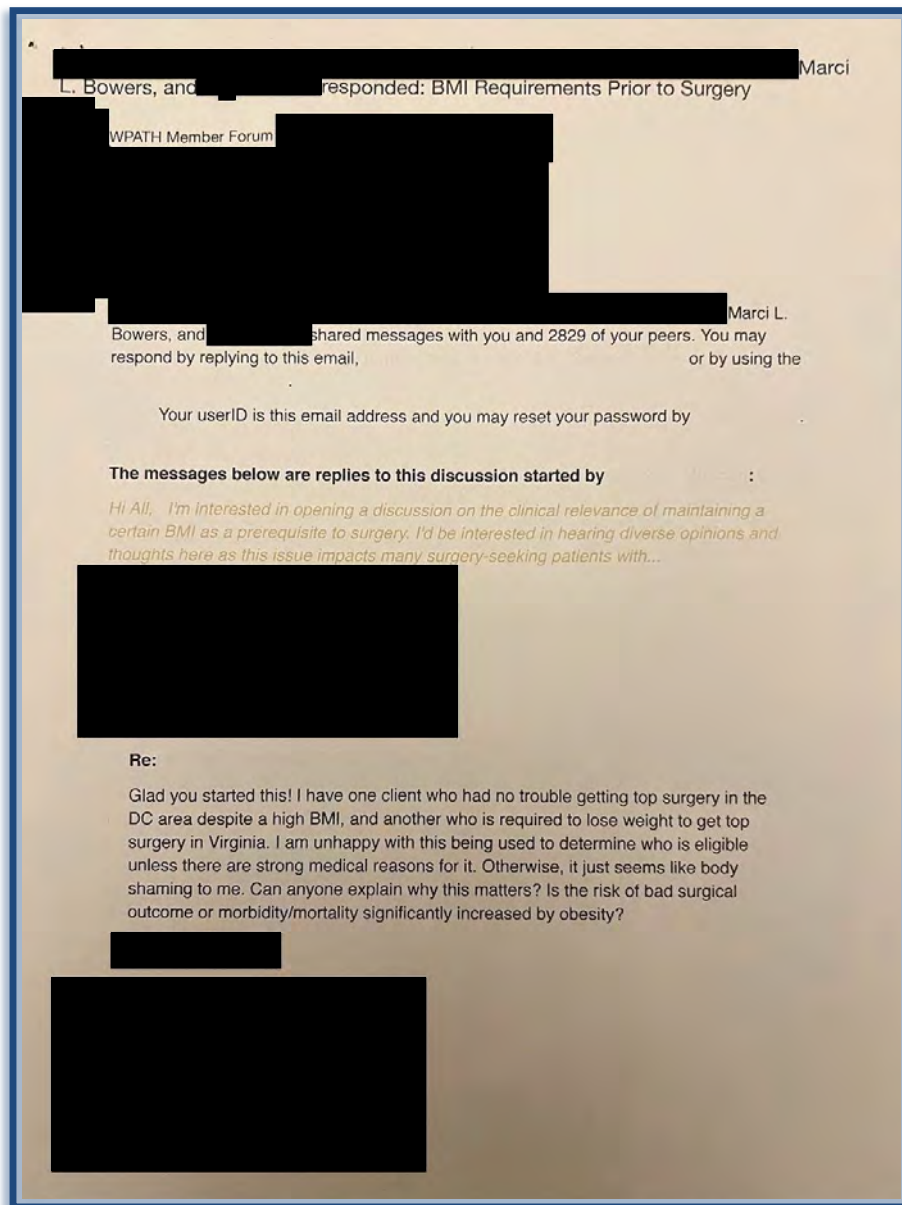 Marci
L. Bowers, and responded: BMI Requirements Prior to Surgery
WPATH Member Forum
Marci L.
Bowers, and shared messages with you and 2829 of your peers. You may
respond by replying to this email, or by using the
.
Your userID is this email address and you may reset your password by .
The messages below are replies to this discussion started by :
Hi All, I'm interested in opening a discussion on the clinical relevance of maintaining a
certain BMI as a prerequisite to surgery. I'd be interested in hearing diverse opinions and
thoughts here as this issue impacts many surgery-seeking patients with...
Re:
Glad you started this! I have one client who had no trouble getting top surgery in the
DC area despite a high BMI, and another who is required to lose weight to get top
surgery in Virginia. I am unhappy with this being used to determine who is eligible
unless there are strong medical reasons for it. Otherwise, it just seems like body
shaming to me. Can anyone explain why this matters? Is the risk of bad surgical
outcome or morbidity/mortality significantly increased by obesity?